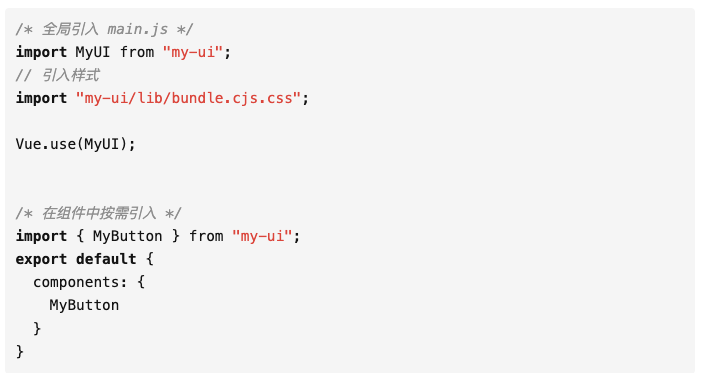 /* 全局引入 main.js */
import MyUI from "my-ui";
// 引入样式
import "my-ui/lib/bundle.cjs.css";
Vue.use(MyUI);
/* 在组件中按需引入 */
import { MyButton } from "my-ui";
export default {
  components: {
    MyButton
  }
}